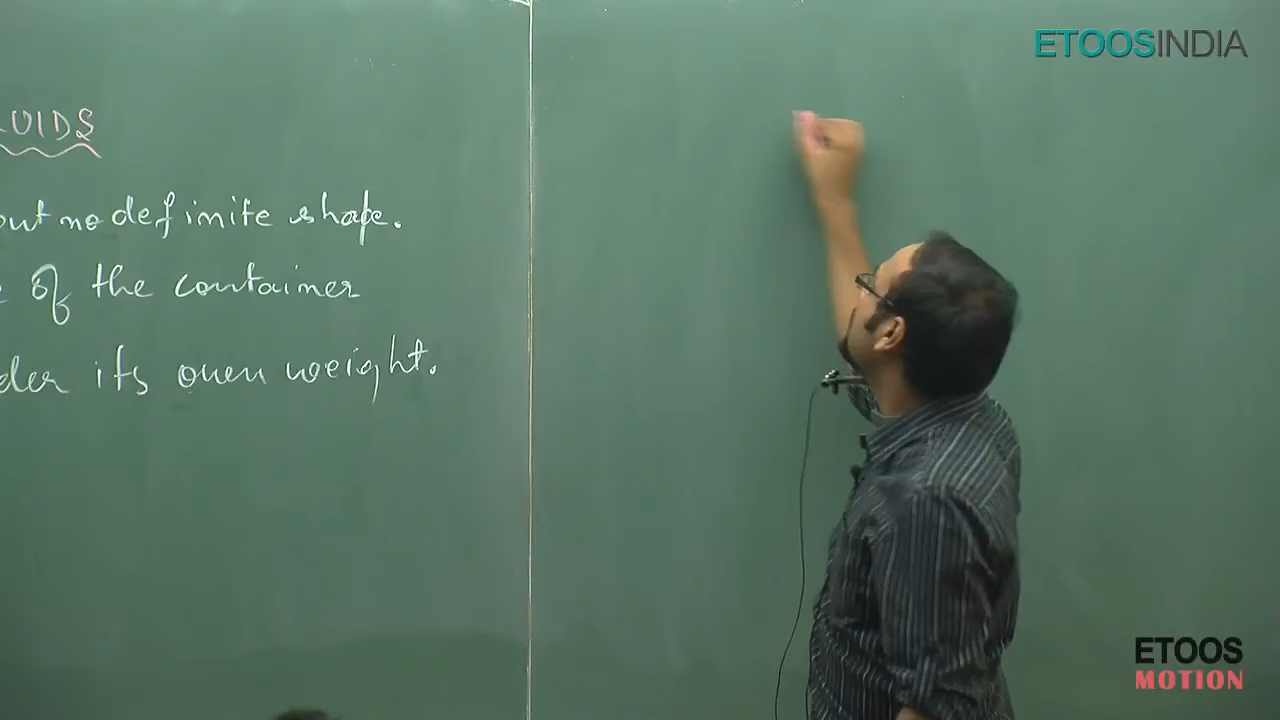 UIDS
out no definite shape.
of the container
der its own weight.
ETOOSINDIA
ETOOS
MOTION